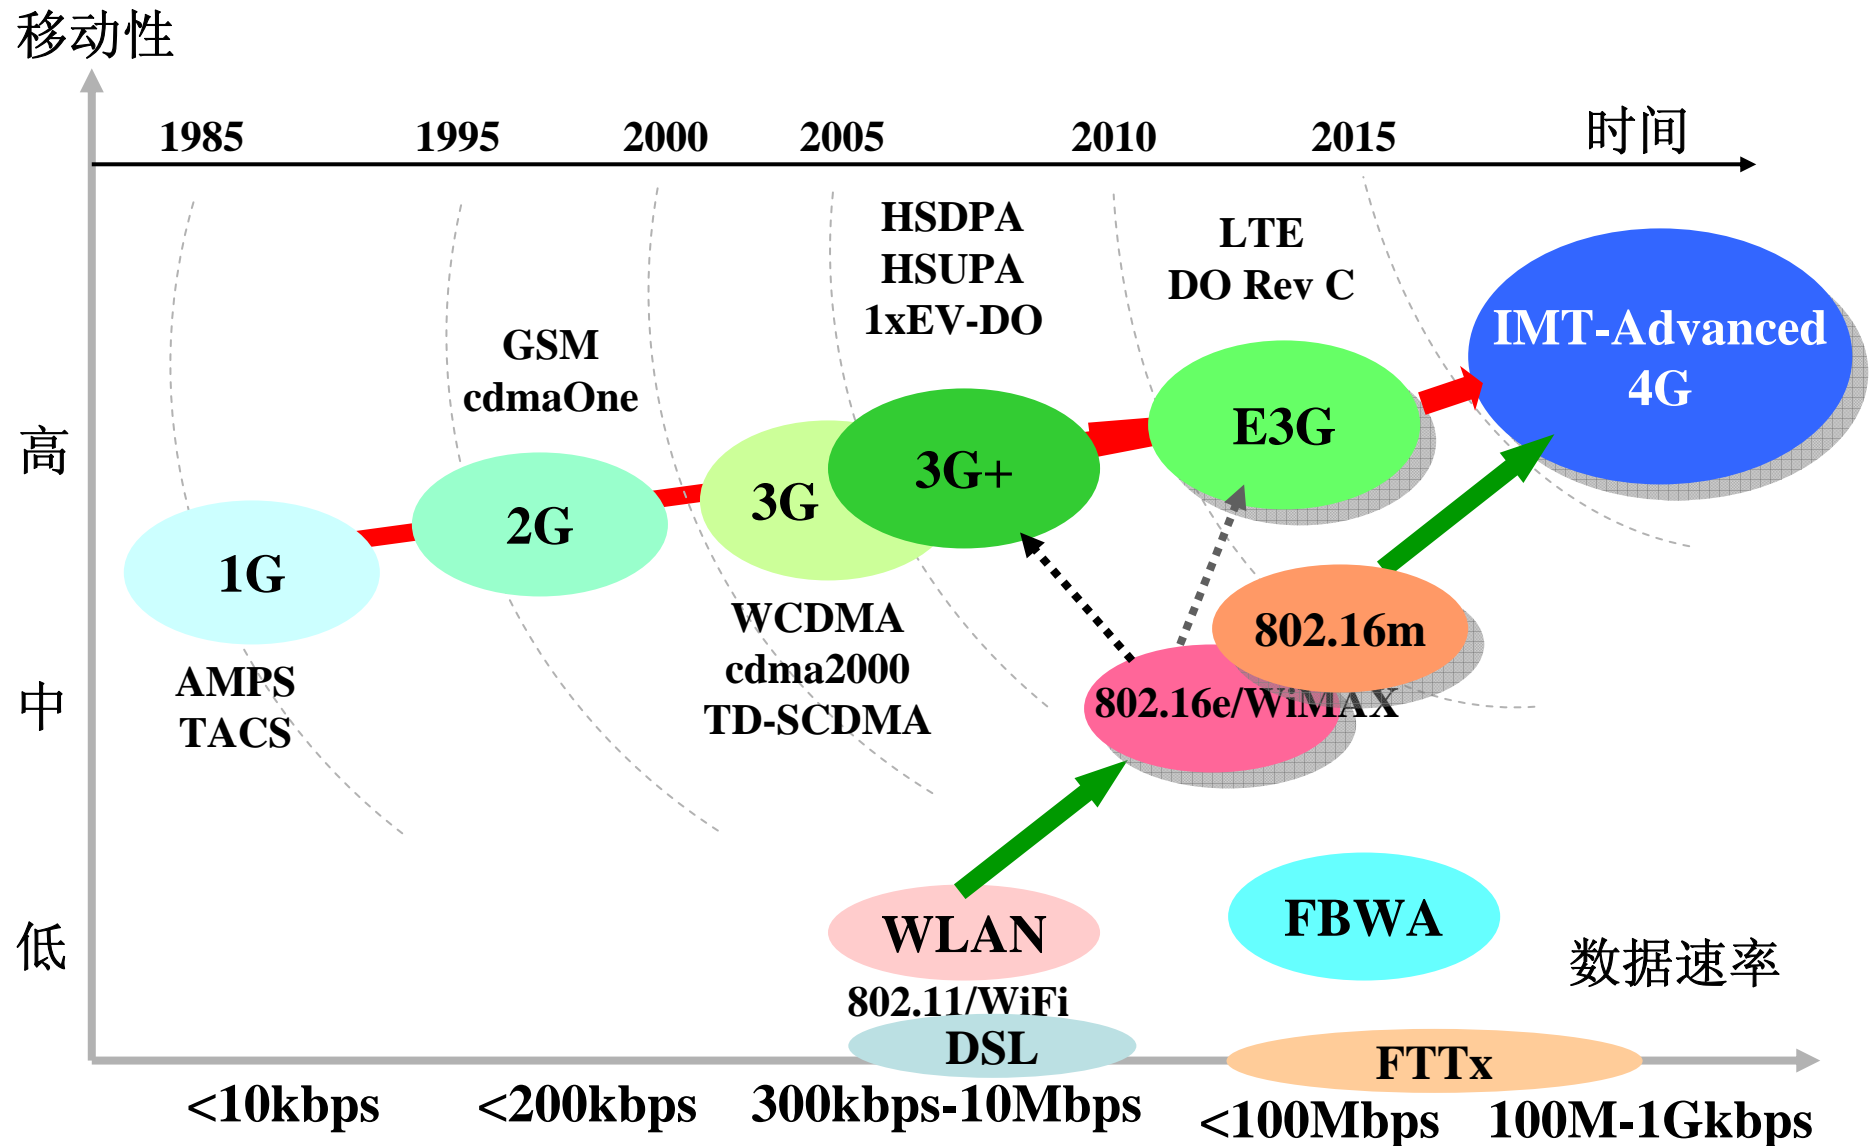 移动性
1985 1995 2000 2005 2010 2015 时间
HSDPA
HSUPA
1xEV-DO
LTE
DO Rev C
GSM
cdmaOne
IMT-Advanced
4G
高
1G
2G
3G
3G+
E3G
AMPS
TACS
WCDMA
cdma2000
TD-SCDMA
802.16m
802.16e/WiMAX
中
低
WLAN
802.11/WiFi
FBWA
数据速率
DSL
FTTx
<10kbps <200kbps 300kbps-10Mbps <100Mbps 100M-1Gkbps